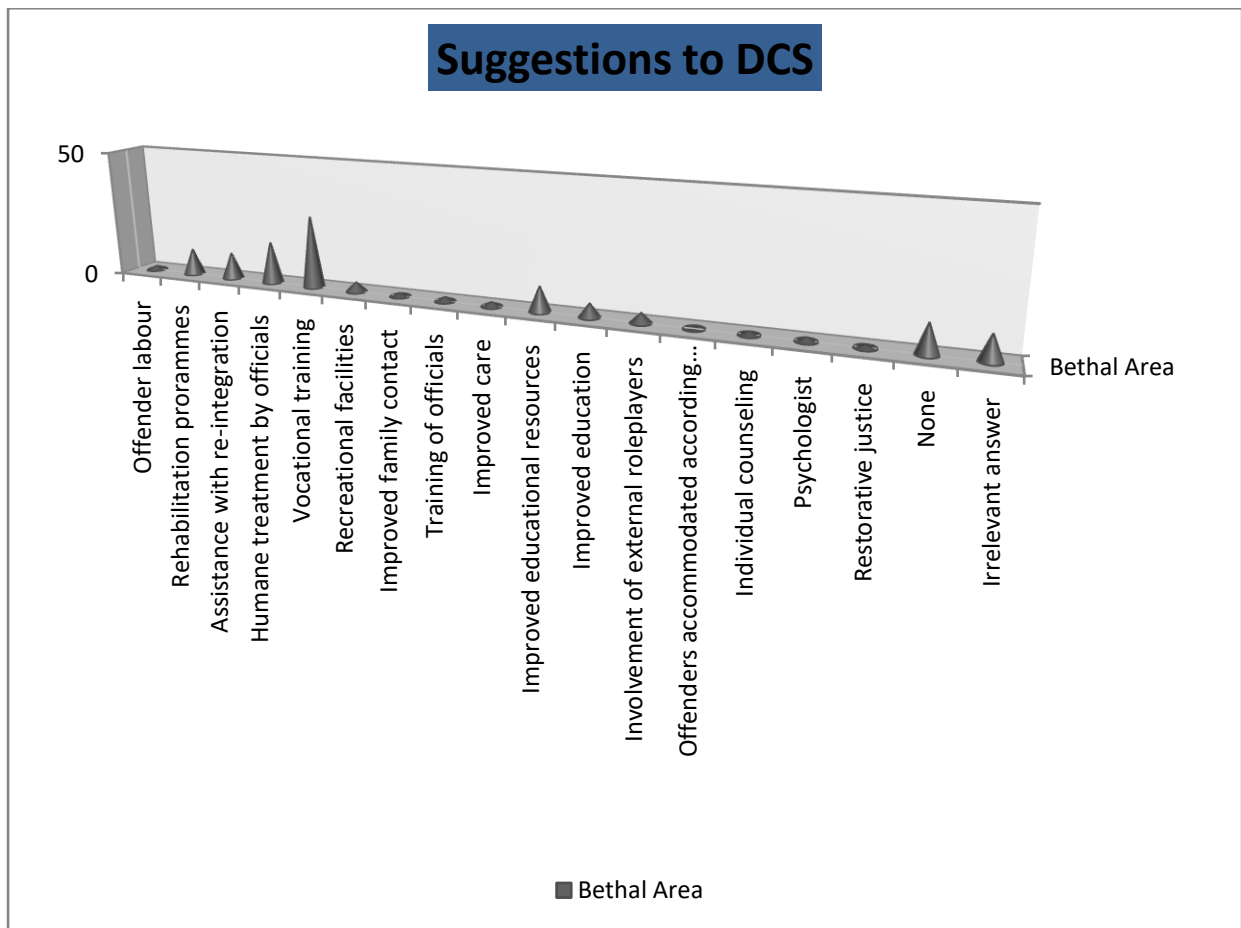 Suggestions to DCS
50
0
Offender labour
Rehabilitation prorammes
Assistance with re-integration
Humane treatment by officials
Vocational training
Recreational facilities
Improved family contact
Training of officials
Improved care
Improved educational resources
Improved education
Involvement of external roleplayers
Offenders accommodated according...
Individual counseling
Psychologist
Restorative justice
None
Irrelevant answer
Bethal Area
Bethal Area